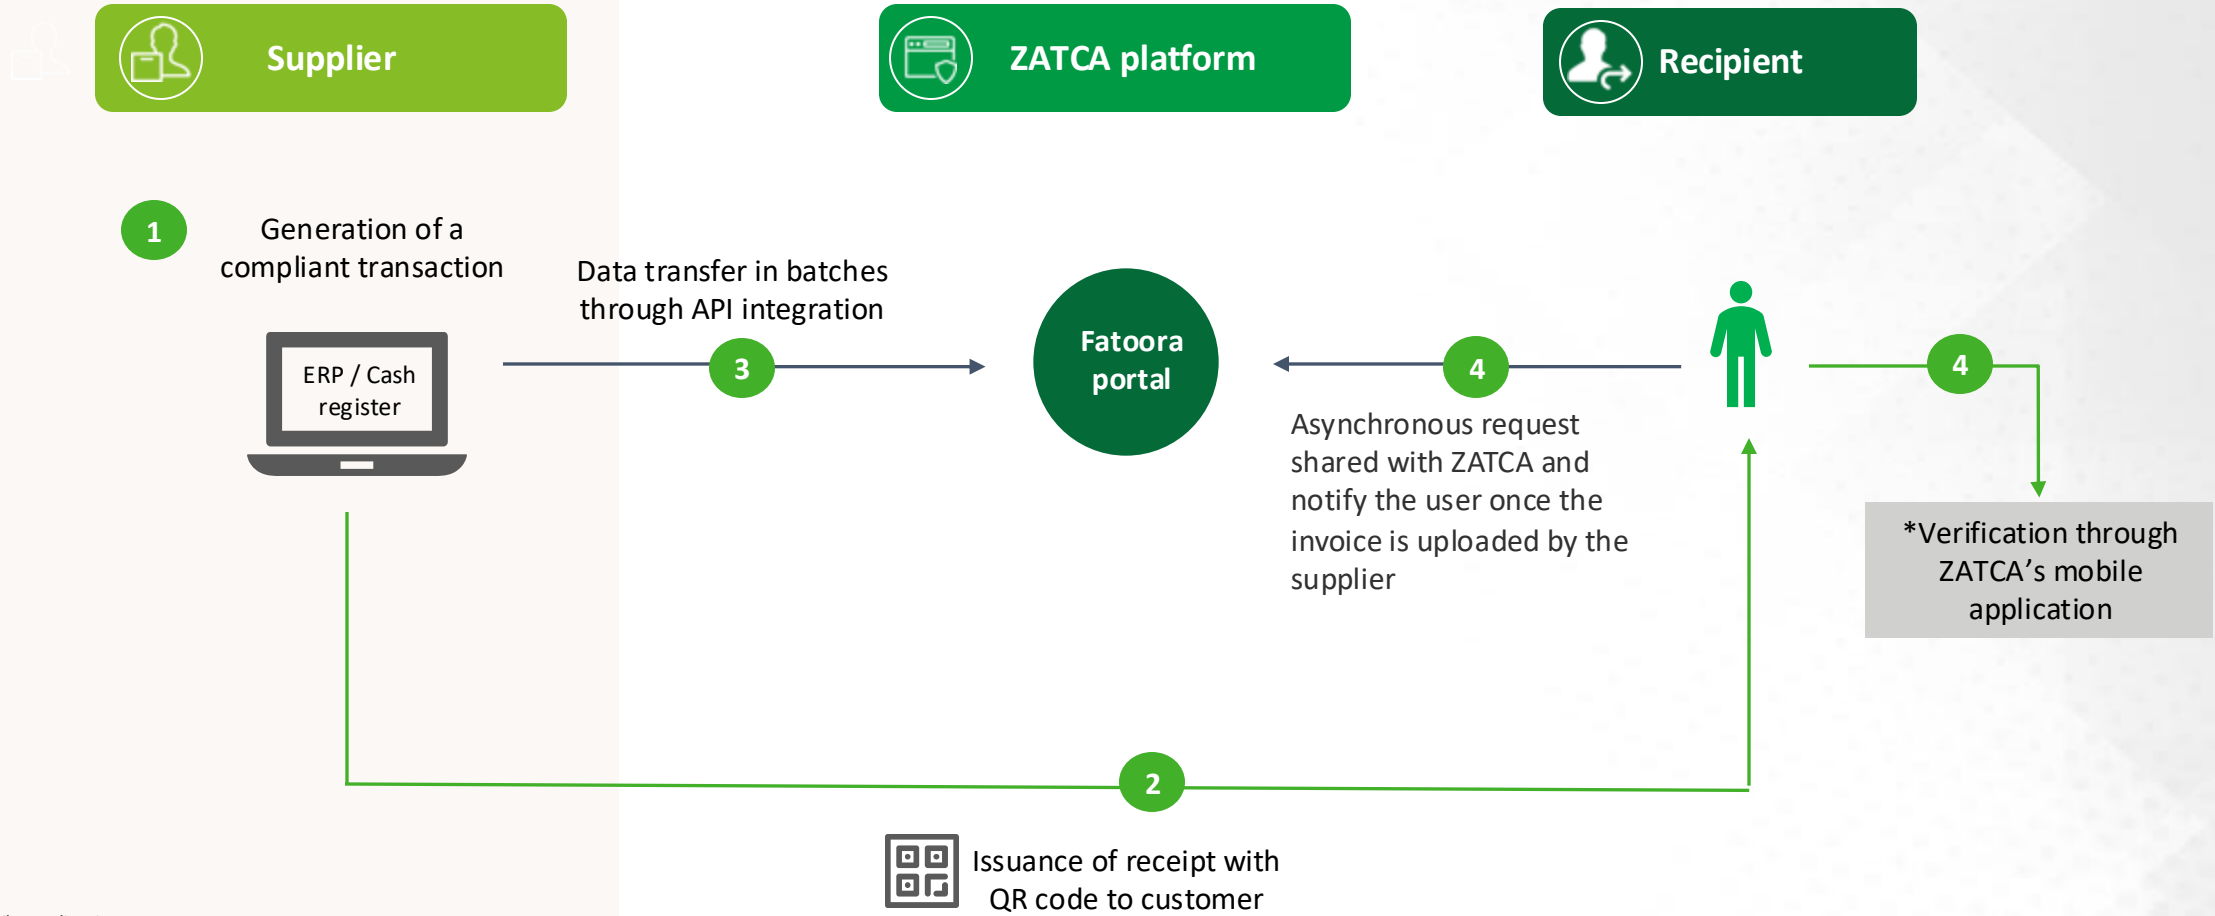 Supplier
ZATCA platform
Recipient
1
Generation of a
compliant transaction
Data transfer in batches
through API integration
ERP / Cash
register
3
Fatoora
portal
4
Asynchronous request
shared with ZATCA and
notify the user once the
invoice is uploaded by the
supplier
4
*Verification through
ZATCA’s mobile
application
2
Issuance of receipt with
QR code to customer